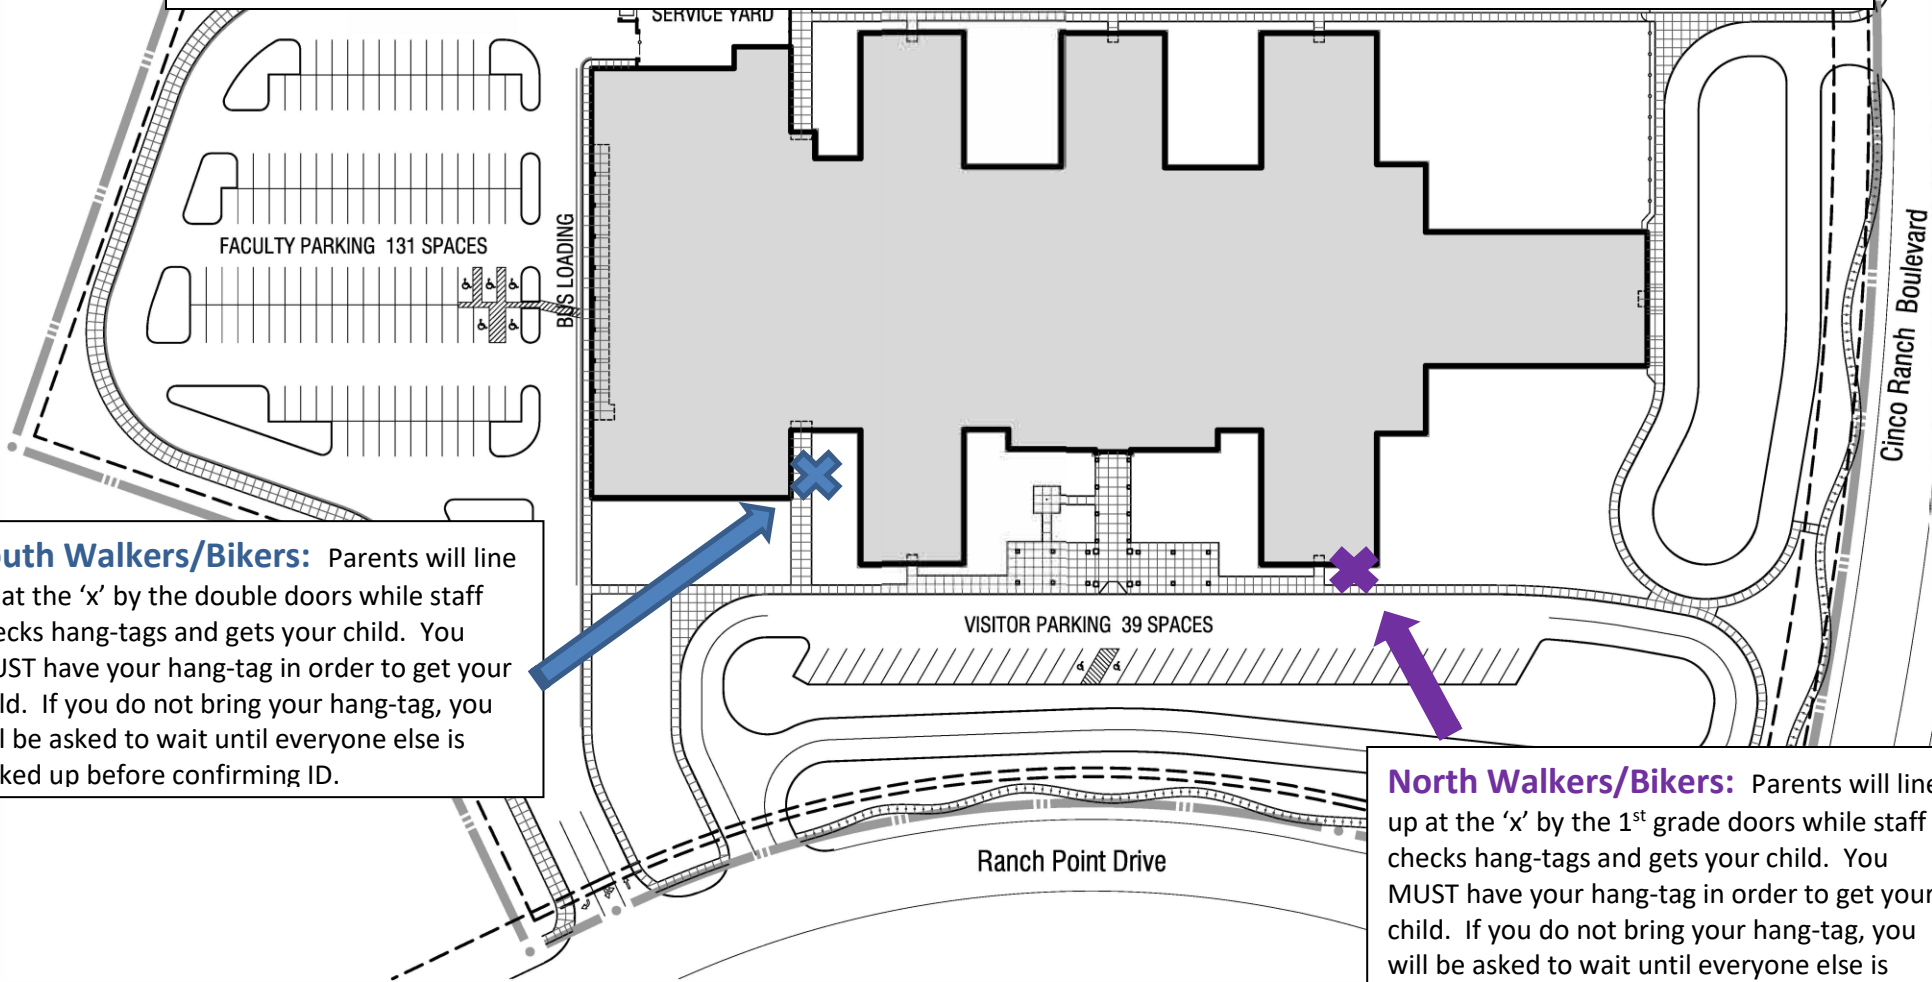 SERVICE YARD
FACULTY PARKING 131 SPACES
BUS LOADING
Cinco Ranch Boulevard
uth Walkers/Bikers: Parents will line
at the ‘x’ by the double doors while staff
ecks hang-tags and gets your child. You
UST have your hang-tag in order to get your
ld. If you do not bring your hang-tag, you
l be asked to wait until everyone else is
ked up before confirming ID.
VISITOR PARKING 39 SPACES
Ranch Point Drive
North Walkers/Bikers: Parents will line
up at the ‘x’ by the 1st grade doors while staff
checks hang-tags and gets your child. You
MUST have your hang-tag in order to get your
child. If you do not bring your hang-tag, you
will be asked to wait until everyone else is